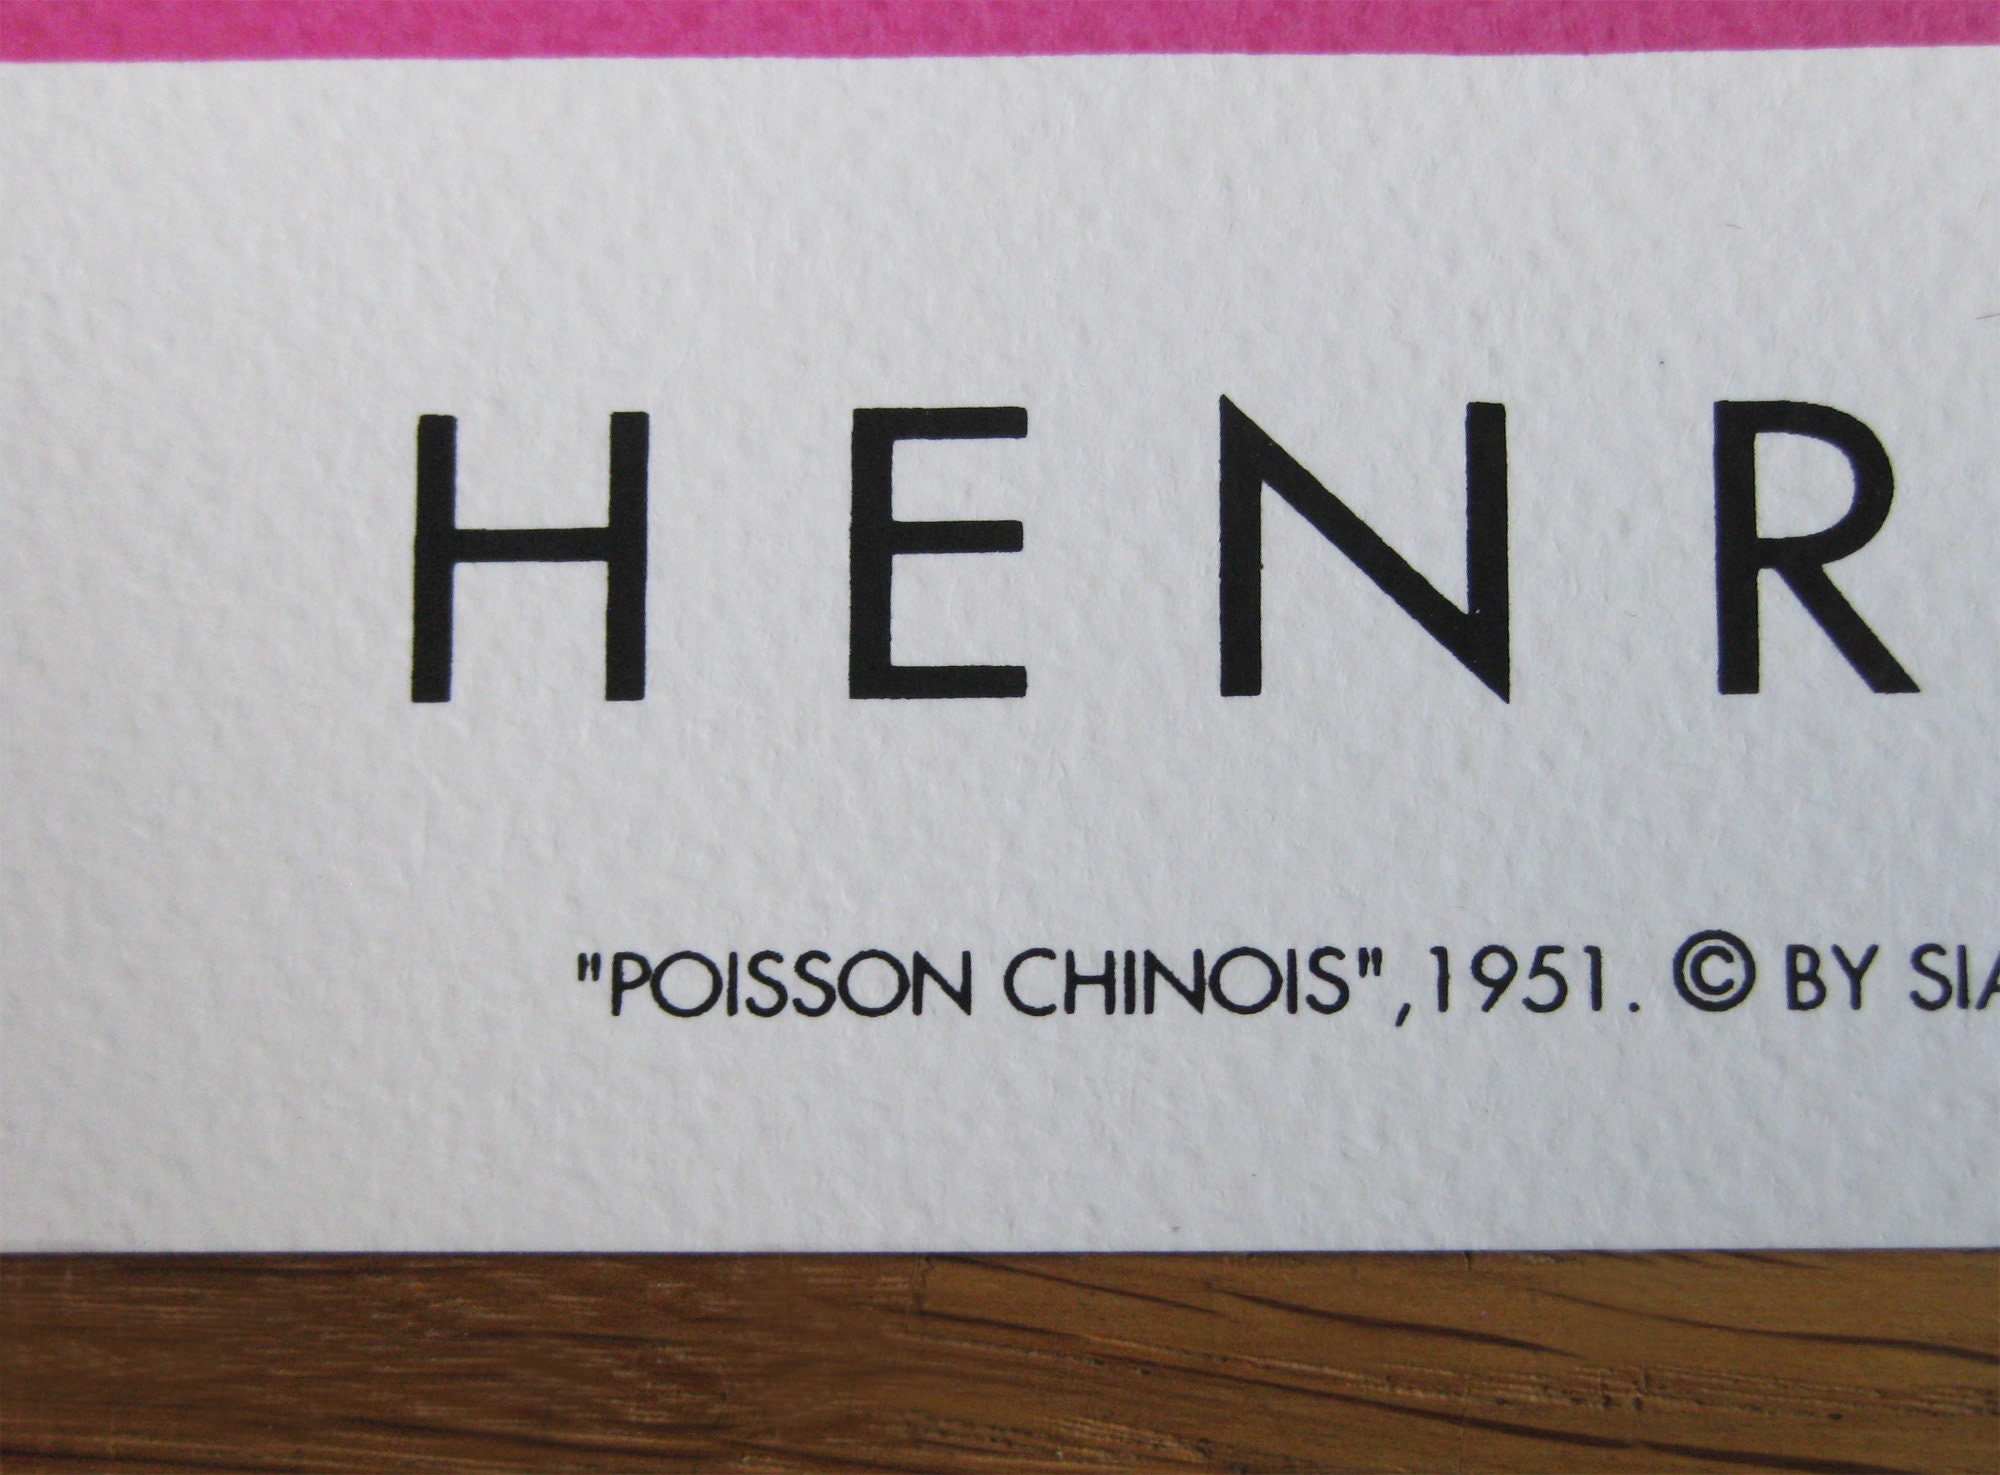 HENR
"POISSON CHINOIS", 1951. © BY SIA